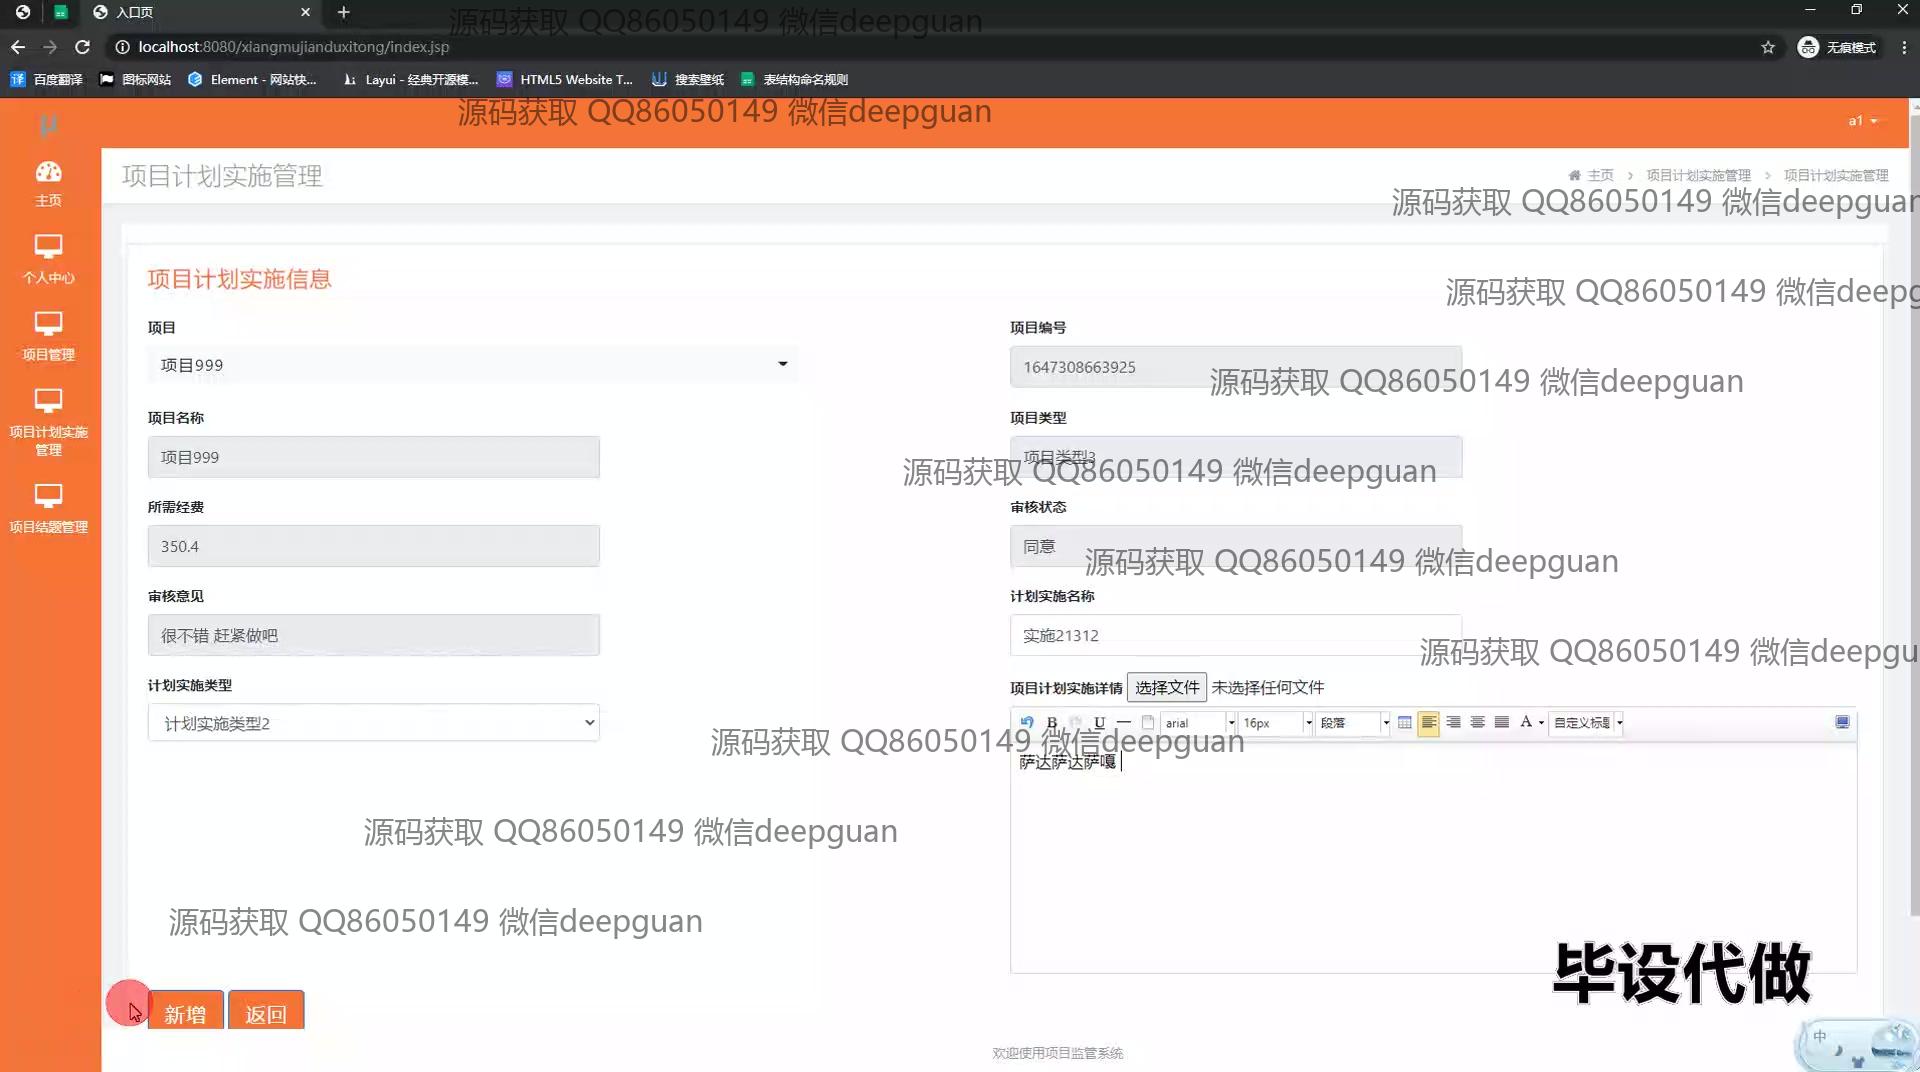 入口页
源码获取 QQ86050149 微信deepguan
localhost:8080/xiangmujianduxitong/index.jsp
无痕模式
百度翻译
图标网站
Element - 网站快...
Layui - 经典开源模...
HTML5 Website T...
搜索壁纸
表结构命名规则
源码获取 QQ86050149 微信deepguan
μ
a1
主页
个人中心
项目管理
项目计划实施
管理
项目结题管理
项目计划实施管理
主页 > 项目计划实施管理 > 项目计划实施管理
源码获取 QQ86050149 微信deepguan
项目计划实施信息
源码获取 QQ86050149 微信deepg
项目
项目999
项目编号
1647308663925
源码获取 QQ86050149 微信deepguan
项目名称
项目999
项目类型
项目类型3
源码获取 QQ86050149 微信deepguan
所需经费
350.4
审核状态
同意
源码获取 QQ86050149 微信deepguan
审核意见
很不错 赶紧做吧
计划实施名称
实施21312
源码获取 QQ86050149 微信deepgu
计划实施类型
计划实施类型2
项目计划实施详情 选择文件 未选择任何文件
B U arial 16px 段落 A 自定义标题
源码获取 QQ86050149 微信deepguan
萨达萨达萨嘎
源码获取 QQ86050149 微信deepguan
源码获取 QQ86050149 微信deepguan
毕设代做
新增
返回
欢迎使用项目监管系统
中